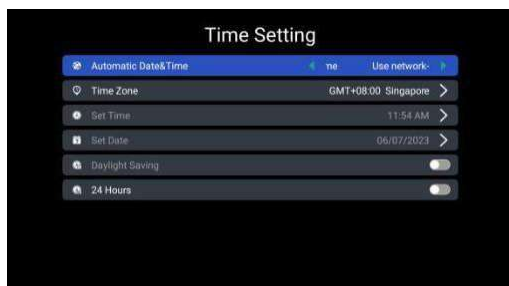 Time Setting
Automatic Date&Time ne Use network-
Time Zone GMT+08:00 Singapore
Set Time 11:54 AM
Set Date 06/07/2023
Daylight Saving
24 Hours